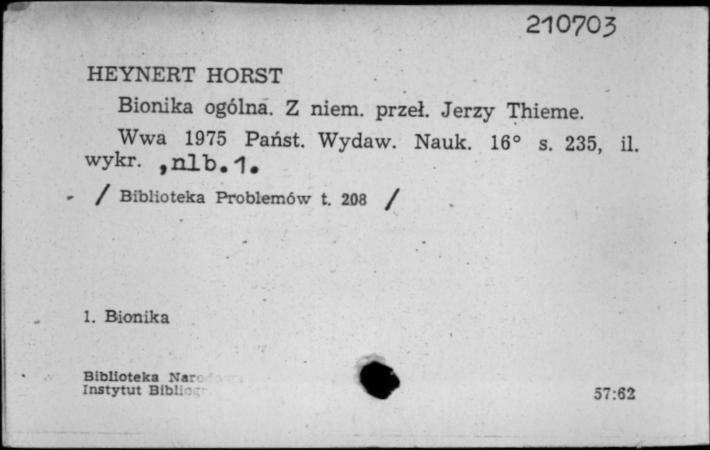 210703
HEYNERT HORST
Bionika ogólna. Z niem. przeł. Jerzy Thieme.
Wwa 1975 Państ. Wydaw. Nauk. 16° s. 235, il.
wykr. , nlb. 1.
/ Biblioteka Problemów t. 208 /
1. Bionika
Biblioteka
Instytut
57:62